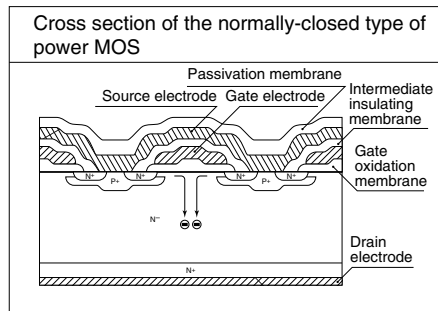 Cross section of the normally-closed type of
power MOS
Passivation membrane
Source electrode
Gate electrode
Intermediate
insulating
membrane
Gate
oxidation
membrane
N+
P+
N+
N+
P+
N+
N−
N+
Drain
electrode